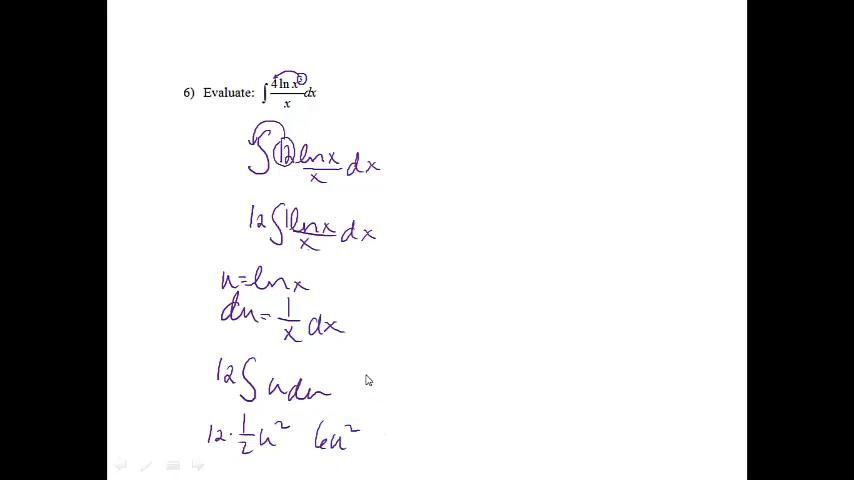 6) Evaluate: ∫ 4 ln x³ / x dx
∫ 12 ln x / x dx
12 ∫ 1 ln x / x dx
u = ln x
du = 1/x dx
12 ∫ u du
12 · 1/2 u² 6u²